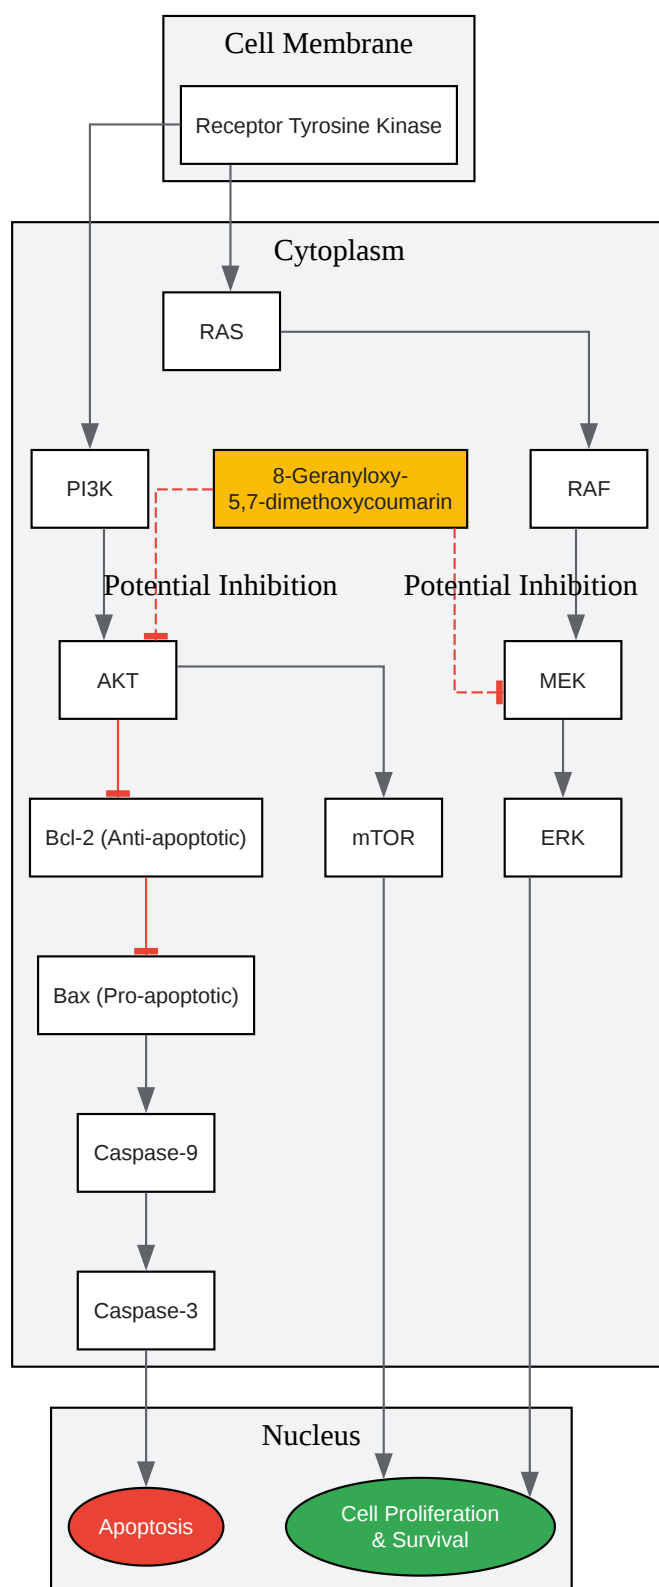 Cell Membrane
Receptor Tyrosine Kinase
Cytoplasm
RAS
PI3K
8-Geranyloxy-
5,7-dimethoxycoumarin
RAF
Potential Inhibition
Potential Inhibition
AKT
MEK
Bcl-2 (Anti-apoptotic)
mTOR
ERK
Bax (Pro-apoptotic)
Caspase-9
Caspase-3
Nucleus
Apoptosis
Cell Proliferation
& Survival